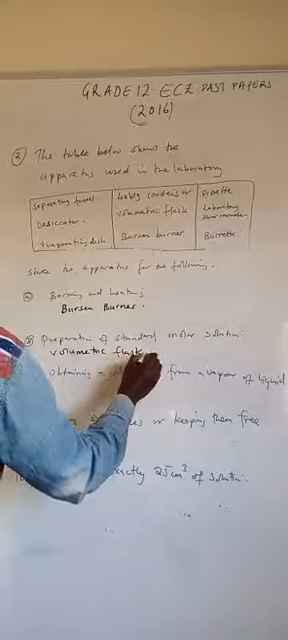 GRADE 12 ECZ PAST PAPERS
(2016)
② The table below shows the
apparatus used in the laboratory
Separating funnel. Liebig condensor Pipette
Desiccator. volumetric flask Laboratory thermometer
Evaporating dish Bunsen burner Burrette
State the apparatus for the following.
(a) Burning and heating
Bunsen Burner.
(b) Preparation of standard molar solution
volumetric flask
obtaining a from a vapour of liquid
or keeping them free
exactly 25cm³ of solution.